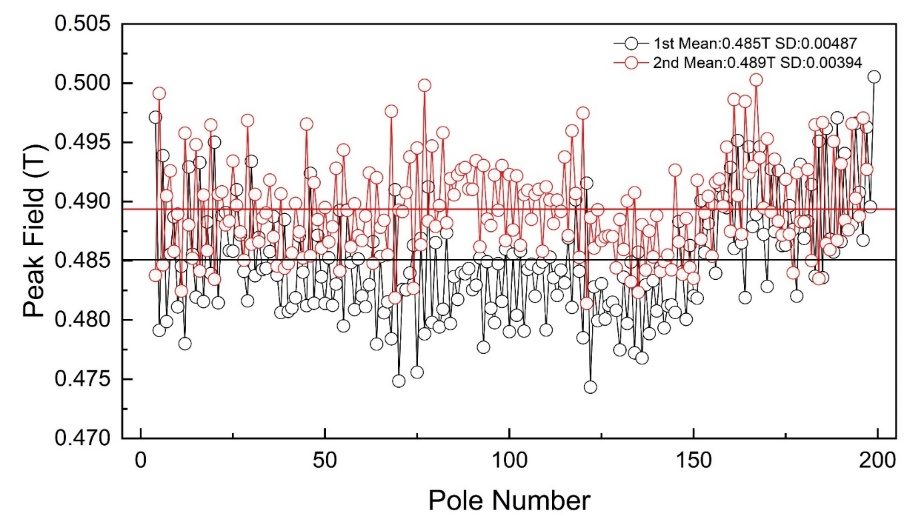 0.505
0.500
0.495
0.490
0.485
0.480
0.475
0.470
Peak Field (T)
1st Mean:0.485T SD:0.00487
2nd Mean:0.489T SD:0.00394
0 50 100 150 200
Pole Number